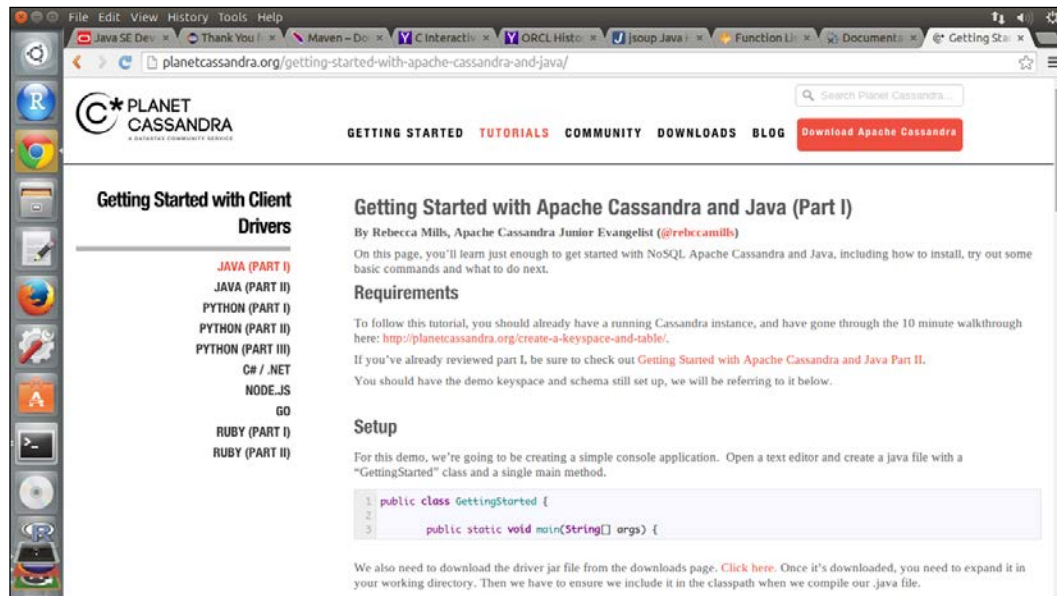 File Edit View History Tools Help
Java SE Dev
Thank You f
Maven – Do
C Interactiv
ORCL Histo
jsoup Java
Function Li
Documenta
Getting Sta
planetcassandra.org/getting-started-with-apache-cassandra-and-java/
PLANET
CASSANDRA
A DATASTAX COMMUNITY SERVICE
Search Planet Cassandra...
GETTING STARTED TUTORIALS COMMUNITY DOWNLOADS BLOG Download Apache Cassandra
Getting Started with Client
Drivers
JAVA (PART I)
JAVA (PART II)
PYTHON (PART I)
PYTHON (PART II)
PYTHON (PART III)
C# / .NET
NODE.JS
GO
RUBY (PART I)
RUBY (PART II)
Getting Started with Apache Cassandra and Java (Part I)
By Rebecca Mills, Apache Cassandra Junior Evangelist (@rebccamills)
On this page, you'll learn just enough to get started with NoSQL Apache Cassandra and Java, including how to install, try out some
basic commands and what to do next.
Requirements
To follow this tutorial, you should already have a running Cassandra instance, and have gone through the 10 minute walkthrough
here: http://planetcassandra.org/create-a-keyspace-and-table/.
If you've already reviewed part I, be sure to check out Getting Started with Apache Cassandra and Java Part II.
You should have the demo keyspace and schema still set up, we will be referring to it below.
Setup
For this demo, we're going to be creating a simple console application. Open a text editor and create a java file with a
“GettingStarted” class and a single main method.
1 public class GettingStarted {
2
3 public static void main(String[] args) {
We also need to download the driver jar file from the downloads page. Click here. Once it's downloaded, you need to expand it in
your working directory. Then we have to ensure we include it in the classpath when we compile our .java file.